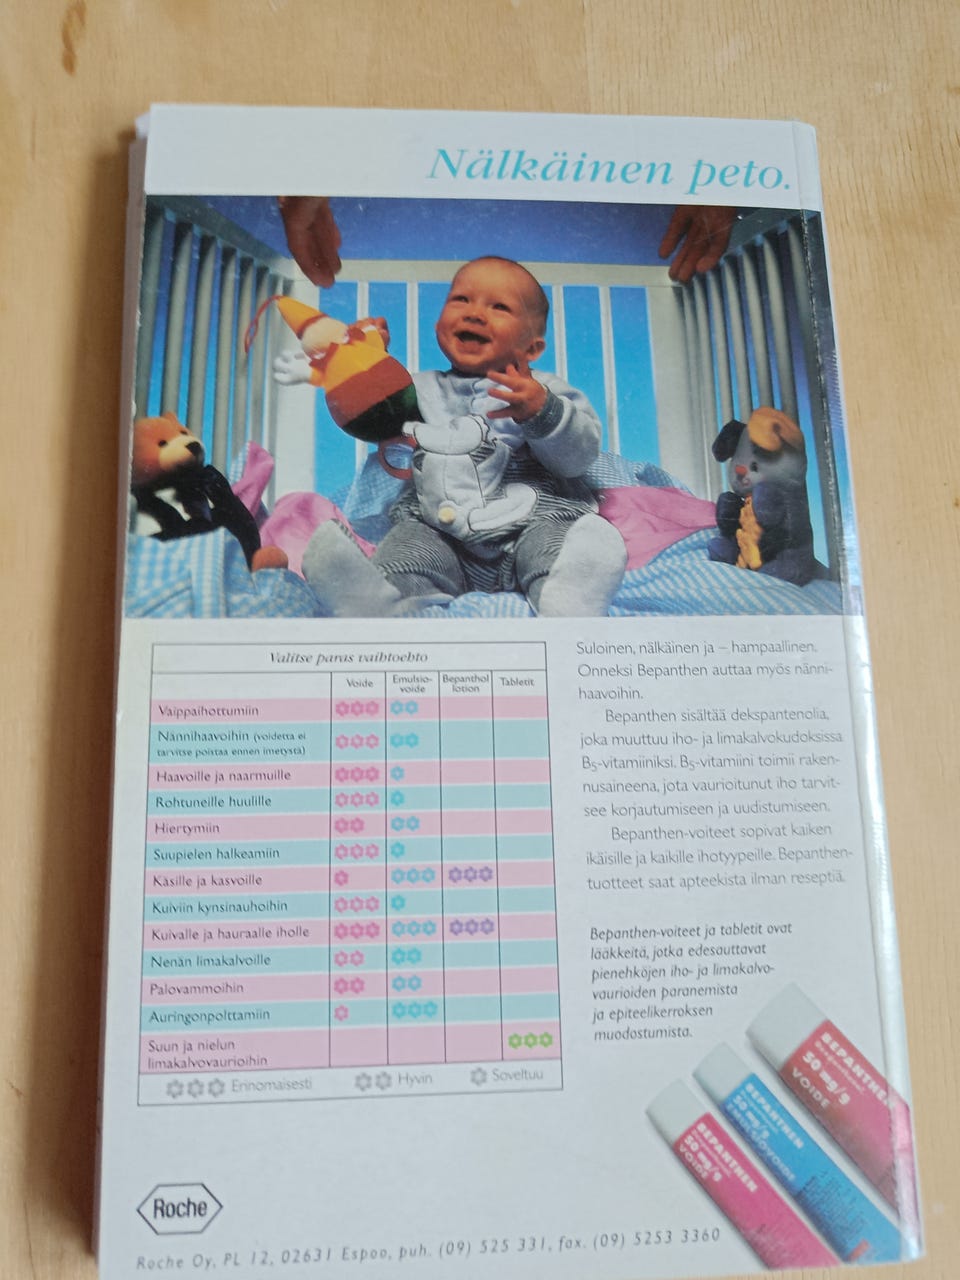 Nälkäinen peto.
Valitse paras vaihtoehto
Voide Emulsio-voide Bepanthol lotion Tabletit
Vaippaihottumiin
Nännihaavoihin (voidetta ei
tarvitse poistaa ennen imetystä)
Haavoille ja naarmuille
Rohtuneille huulille
Hiertymiin
Suupielen halkeamiin
Käsille ja kasvoille
Kuiviin kynsinauhoihin
Kuivalle ja hauraalle iholle
Nenän limakalvoille
Palovammoihin
Auringonpolttamiin
Suun ja nielun
limakalvovaurioihin
Erinomaisesti Hyvin Soveltuu
Suloinen, nälkäinen ja – hampaallinen.
Onneksi Bepanthen auttaa myös nänni-
haavoihin.
Bepanthen sisältää dekspantenolia,
joka muuttuu iho- ja limakalvokudoksissa
B5-vitamiiniksi. B5-vitamiini toimii raken-
nusaineena, jota vaurioitunut iho tarvit-
see korjautumiseen ja uudistumiseen.
Bepanthen-voiteet sopivat kaiken
ikäisille ja kaikille ihotyypeille. Bepanthen-
tuotteet saat apteekista ilman reseptiä.
Bepanthen-voiteet ja tabletit ovat
lääkkeitä, jotka edesauttavat
pienehköjen iho- ja limakalvo-
vaurioiden paranemista
ja epiteelikerroksen
muodostumista.
BEPANTHEN
50 mg/g
VOIDE
BEPANTHEN
50 mg/g
EMULSIOVOIDE
BEPANTHEN
50 mg/g
VOIDE
Roche
Roche Oy, PL 12, 02631 Espoo, puh. (09) 525 331, fax. (09) 5253 3360